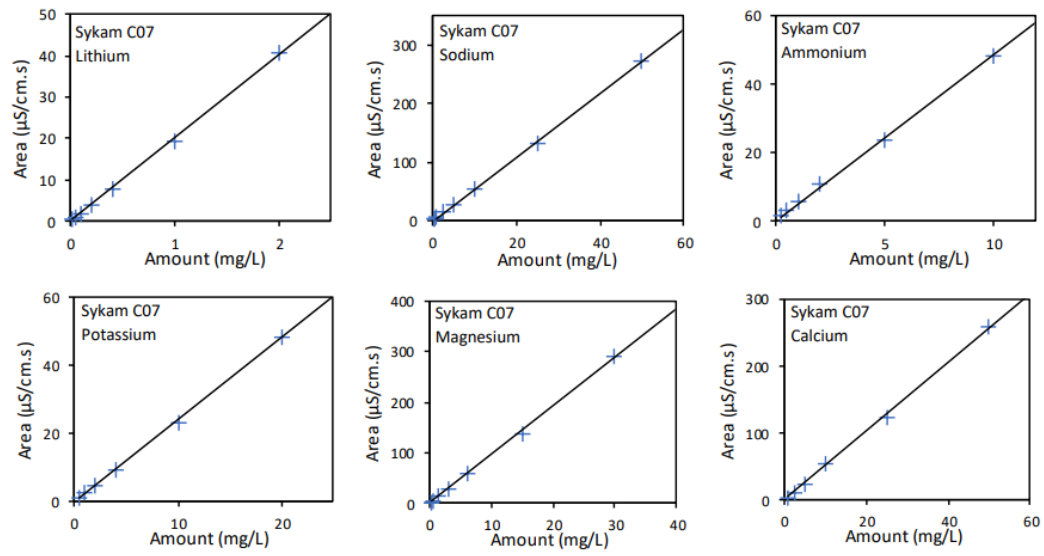 Sykam C07
Lithium
Area (µS/cm.s)
50
40
30
20
10
0
0
1
2
Amount (mg/L)
Sykam C07
Sodium
Area (µS/cm.s)
300
200
100
0
0
20
40
60
Amount (mg/L)
Sykam C07
Ammonium
Area (µS/cm.s)
60
40
20
0
0
5
10
Amount (mg/L)
Sykam C07
Potassium
Area (µS/cm.s)
60
40
20
0
0
10
20
Amount (mg/L)
Sykam C07
Magnesium
Area (µS/cm.s)
400
300
200
100
0
0
10
20
30
40
Amount (mg/L)
Sykam C07
Calcium
Area (µS/cm.s)
300
200
100
0
0
20
40
60
Amount (mg/L)